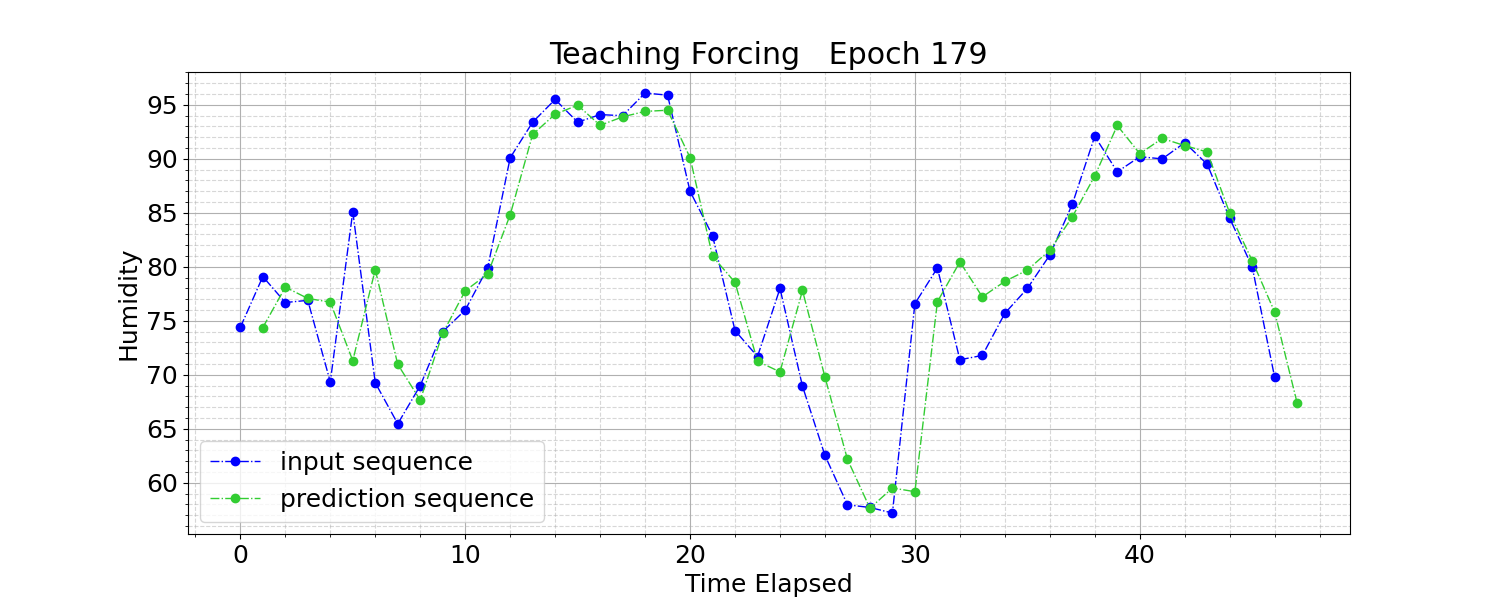 Teaching Forcing   Epoch 179
Humidity
95
90
85
80
75
70
65
60
input sequence
prediction sequence
0 10 20 30 40
Time Elapsed